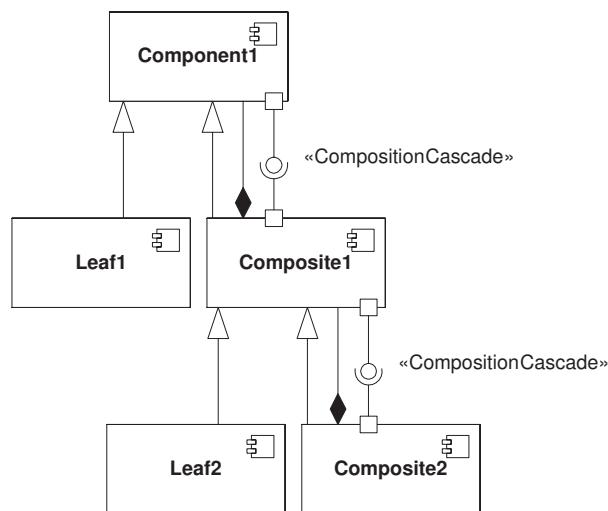 Component1
«CompositionCascade»
Leaf1
Composite1
«CompositionCascade»
Leaf2
Composite2